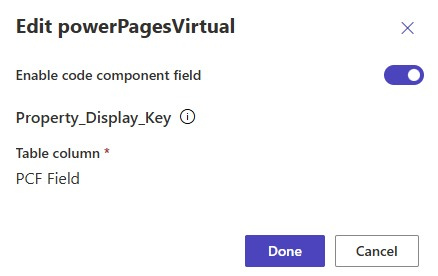 Edit powerPagesVirtual
Enable code component field
Property_Display_Key
Table column *
PCF Field
Done
Cancel